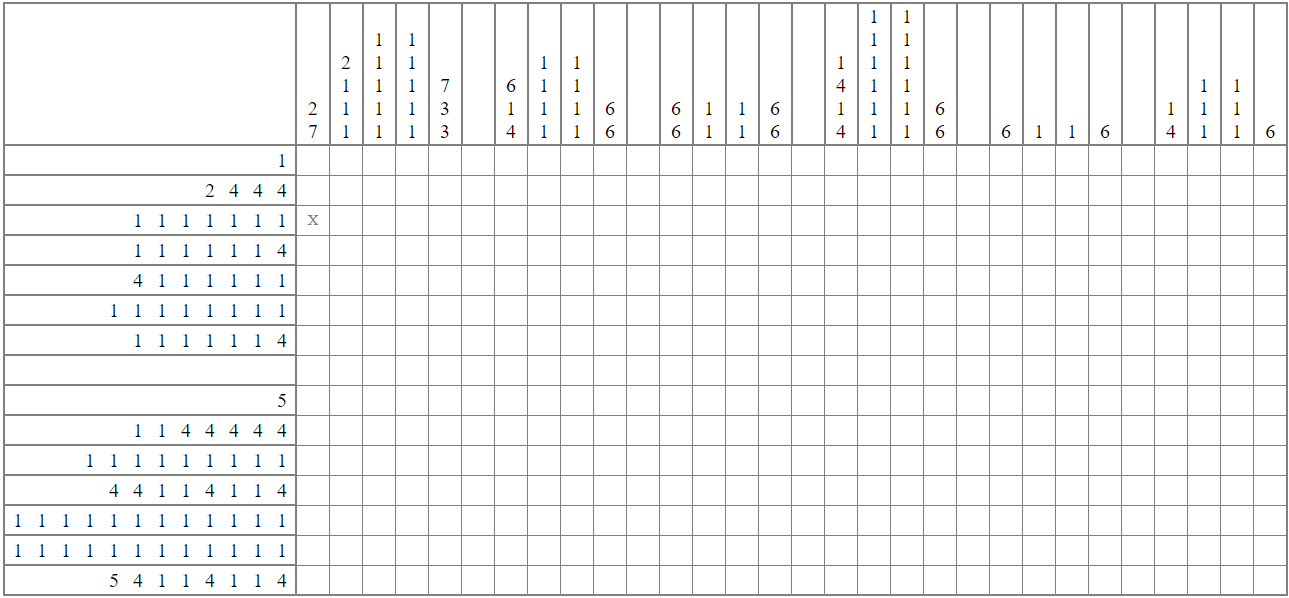 1 1
1 1 1 1
2 1 1 1 1 1 1 1
1 1 1 7 6 1 1 4 1 1 1 1
2 1 1 1 3 1 1 1 6 6 1 1 6 1 1 1 6 1 1 1
7 1 1 1 3 4 1 1 6 6 1 1 6 4 1 1 6 6 1 1 6 4 1 1 6
1
2 4 4 4
1 1 1 1 1 1 1 x
1 1 1 1 1 1 4
4 1 1 1 1 1 1
1 1 1 1 1 1 1 1
1 1 1 1 1 1 4
5
1 1 4 4 4 4 4
1 1 1 1 1 1 1 1 1
4 4 1 1 4 1 1 4
1 1 1 1 1 1 1 1 1 1 1 1
1 1 1 1 1 1 1 1 1 1 1 1
5 4 1 1 4 1 1 4